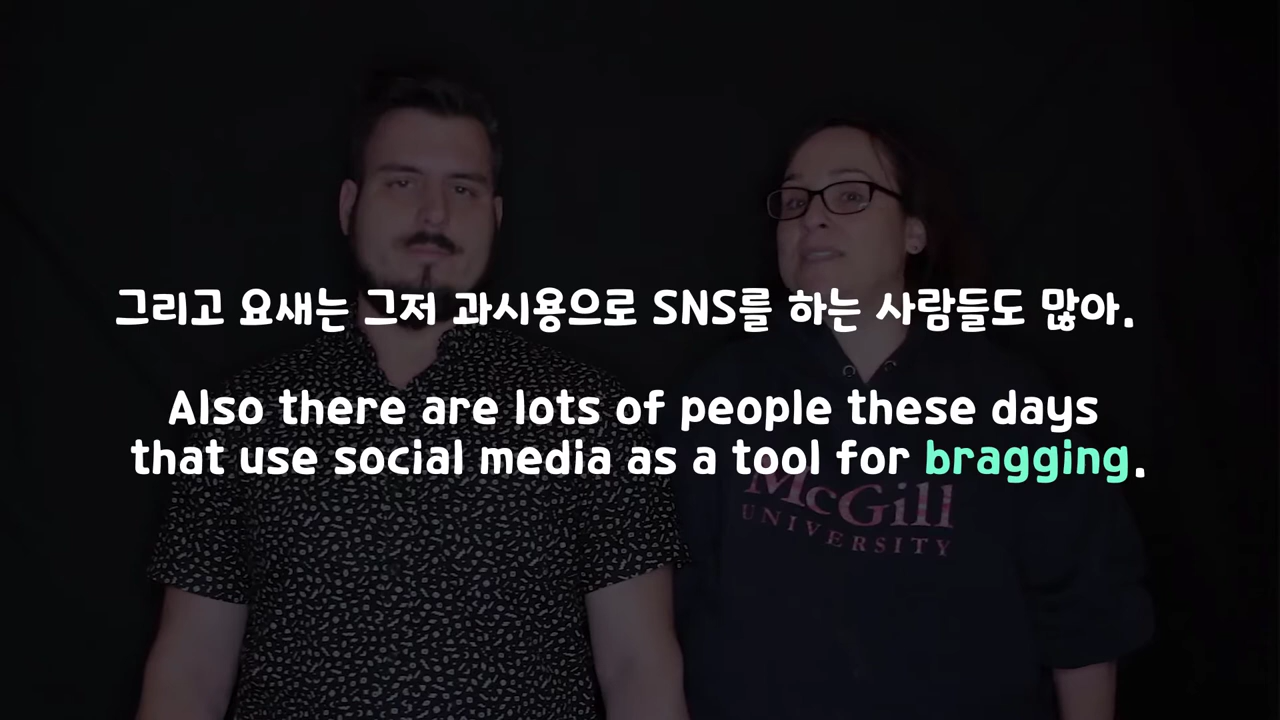 그리고 요새는 그저 과시용으로 SNS를 하는 사람들도 많아.
Also there are lots of people these days
that use social media as a tool for bragging.
McGill
UNIVERSITY